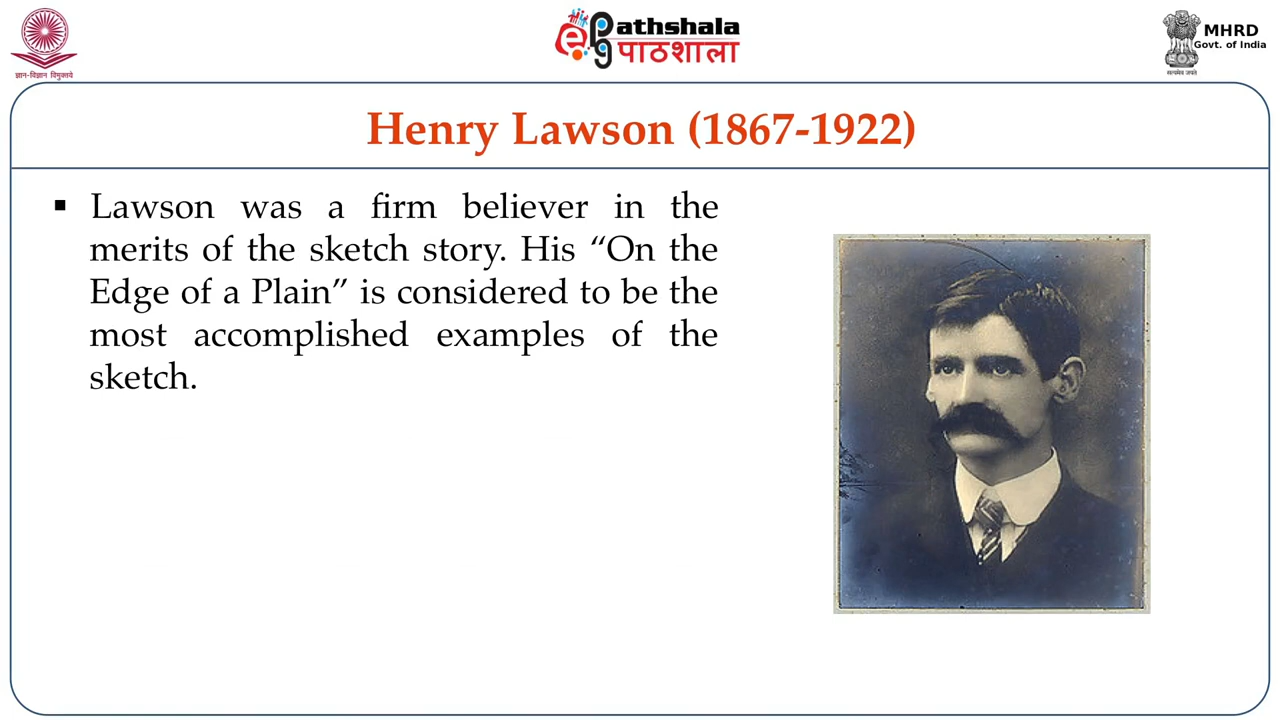 ज्ञान-विज्ञान विमुक्तये
ePg Pathshala
पाठशाला
MHRD
Govt. of India
सत्यमेव जयते
Henry Lawson (1867-1922)
▪ Lawson was a firm believer in the
merits of the sketch story. His “On the
Edge of a Plain” is considered to be the
most accomplished examples of the
sketch.